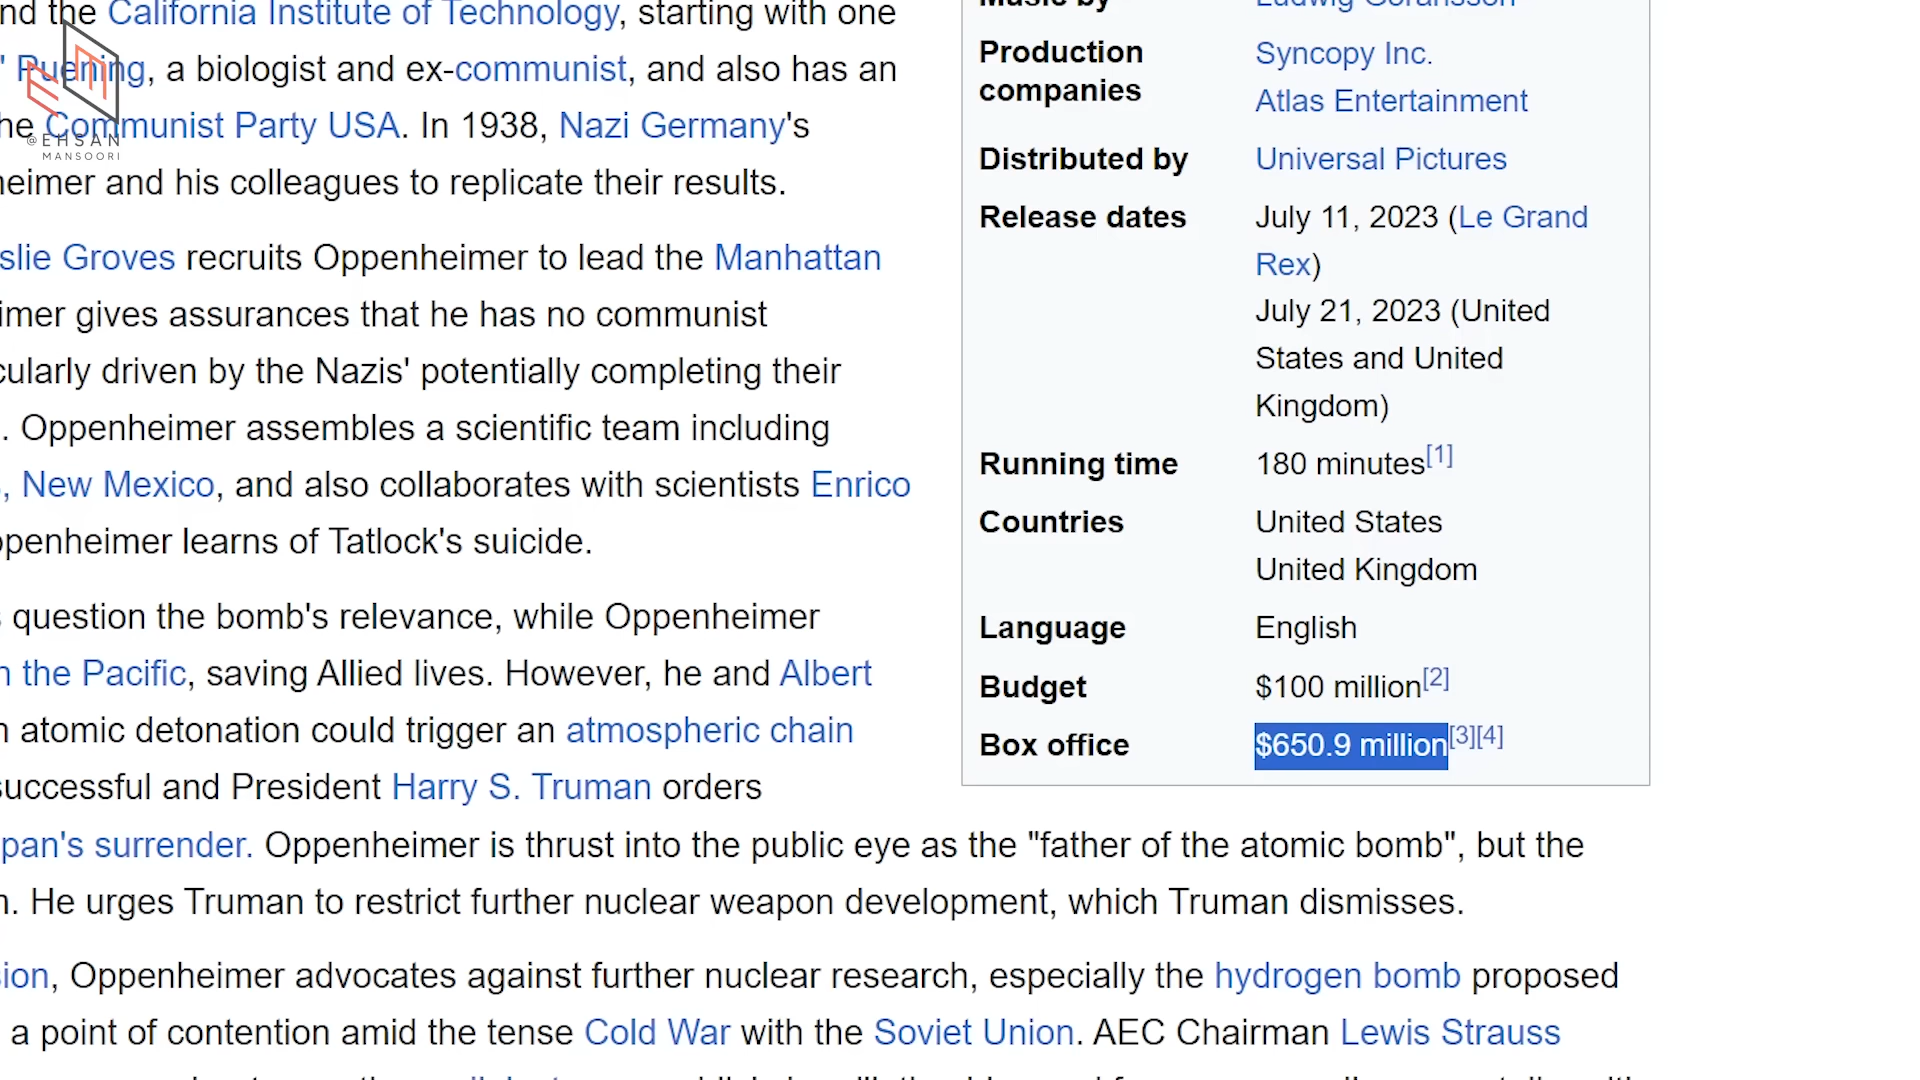 nd the California Institute of Technology, starting with one
" Puening, a biologist and ex-communist, and also has an
he Communist Party USA. In 1938, Nazi Germany's
heimer and his colleagues to replicate their results.
slie Groves recruits Oppenheimer to lead the Manhattan
imer gives assurances that he has no communist
cularly driven by the Nazis' potentially completing their
. Oppenheimer assembles a scientific team including
, New Mexico, and also collaborates with scientists Enrico
ppenheimer learns of Tatlock's suicide.
s question the bomb's relevance, while Oppenheimer
n the Pacific, saving Allied lives. However, he and Albert
n atomic detonation could trigger an atmospheric chain
successful and President Harry S. Truman orders
pan's surrender. Oppenheimer is thrust into the public eye as the "father of the atomic bomb", but the
n. He urges Truman to restrict further nuclear weapon development, which Truman dismisses.
sion, Oppenheimer advocates against further nuclear research, especially the hydrogen bomb proposed
a point of contention amid the tense Cold War with the Soviet Union. AEC Chairman Lewis Strauss
@EHSAN
MANSOORI
Music by Ludwig Göransson
Production Syncopy Inc.
companies Atlas Entertainment
Distributed by Universal Pictures
Release dates July 11, 2023 (Le Grand
Rex)
July 21, 2023 (United
States and United
Kingdom)
Running time 180 minutes[1]
Countries United States
United Kingdom
Language English
Budget $100 million[2]
Box office $650.9 million[3][4]